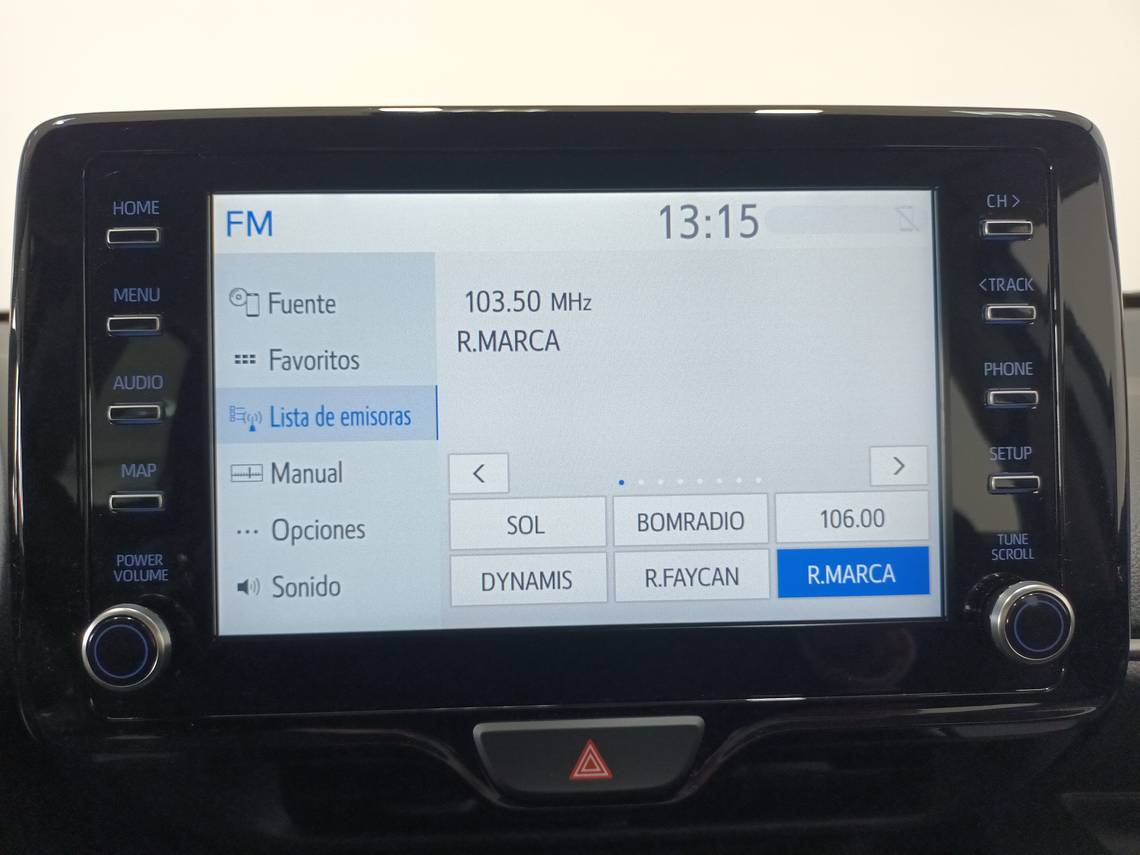 HOME
MENU
AUDIO
MAP
POWER
VOLUME
FM
13:15
Fuente
Favoritos
Lista de emisoras
Manual
Opciones
Sonido
103.50 MHz
R.MARCA
<
>
SOL
BOMRADIO
106.00
DYNAMIS
R.FAYCAN
R.MARCA
CH >
<TRACK
PHONE
SETUP
TUNE
SCROLL